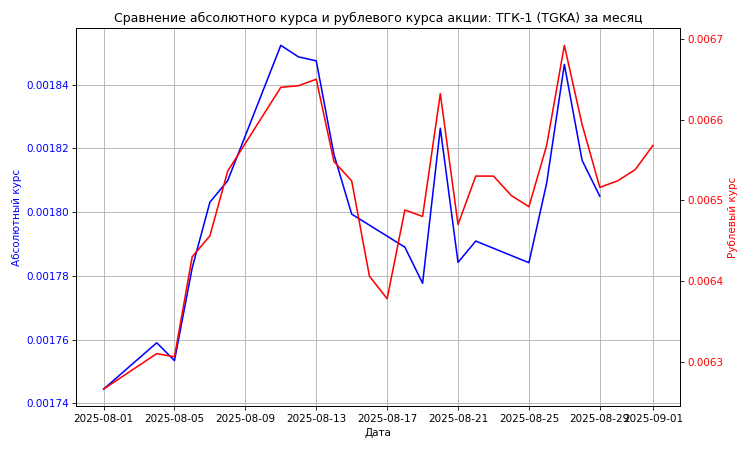 Сравнение абсолютного курса и рублевого курса акции: ТГК-1 (TGKA) за месяц
Абсолютный курс
0.00184
0.00182
0.00180
0.00178
0.00176
0.00174
0.0067
0.0066
0.0065
0.0064
0.0063
Рублевый курс
2025-08-01 2025-08-05 2025-08-09 2025-08-13 2025-08-17 2025-08-21 2025-08-25 2025-08-29 2025-09-01
Дата